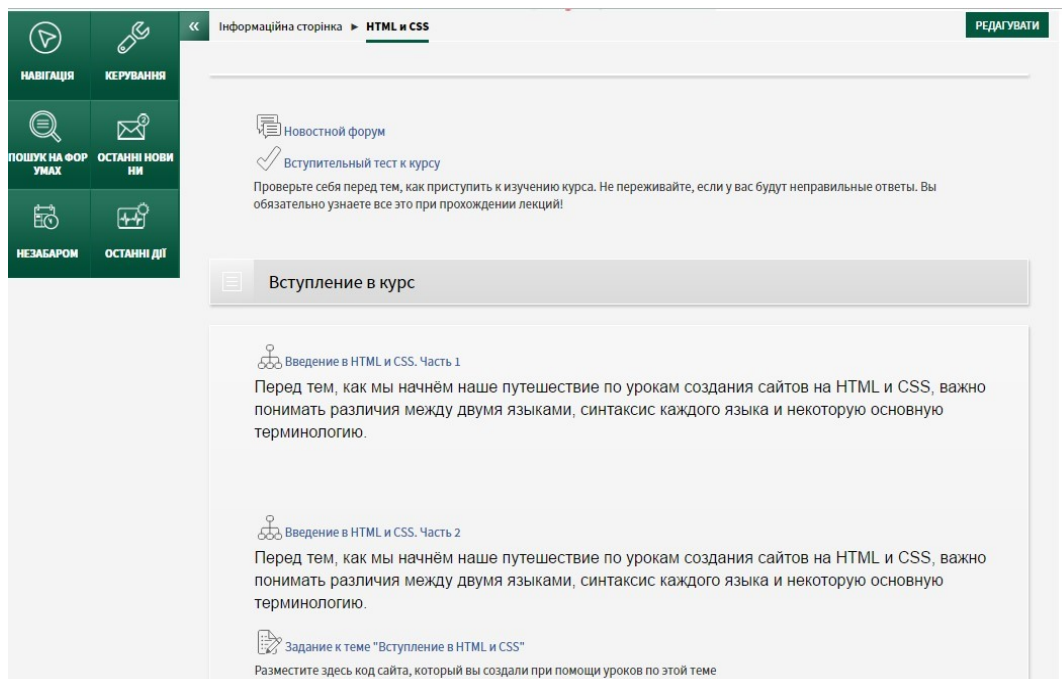 НАВІГАЦІЯ
КЕРУВАННЯ
ПОШУК НА ФОР
УМАХ
ОСТАННІ НОВИ
НИ
2
НЕЗАБАРОМ
ОСТАННІ ДІЇ
«
Інформаційна сторінка ► HTML и CSS
РЕДАГУВАТИ
Новостной форум
Вступительный тест к курсу
Проверьте себя перед тем, как приступить к изучению курса. Не переживайте, если у вас будут неправильные ответы. Вы
обязательно узнаете все это при прохождении лекций!
Вступление в курс
Введение в HTML и CSS. Часть 1
Перед тем, как мы начнём наше путешествие по урокам создания сайтов на HTML и CSS, важно
понимать различия между двумя языками, синтаксис каждого языка и некоторую основную
терминологию.
Введение в HTML и CSS. Часть 2
Перед тем, как мы начнём наше путешествие по урокам создания сайтов на HTML и CSS, важно
понимать различия между двумя языками, синтаксис каждого языка и некоторую основную
терминологию.
Задание к теме "Вступление в HTML и CSS"
Разместите здесь код сайта, который вы создали при помощи уроков по этой теме